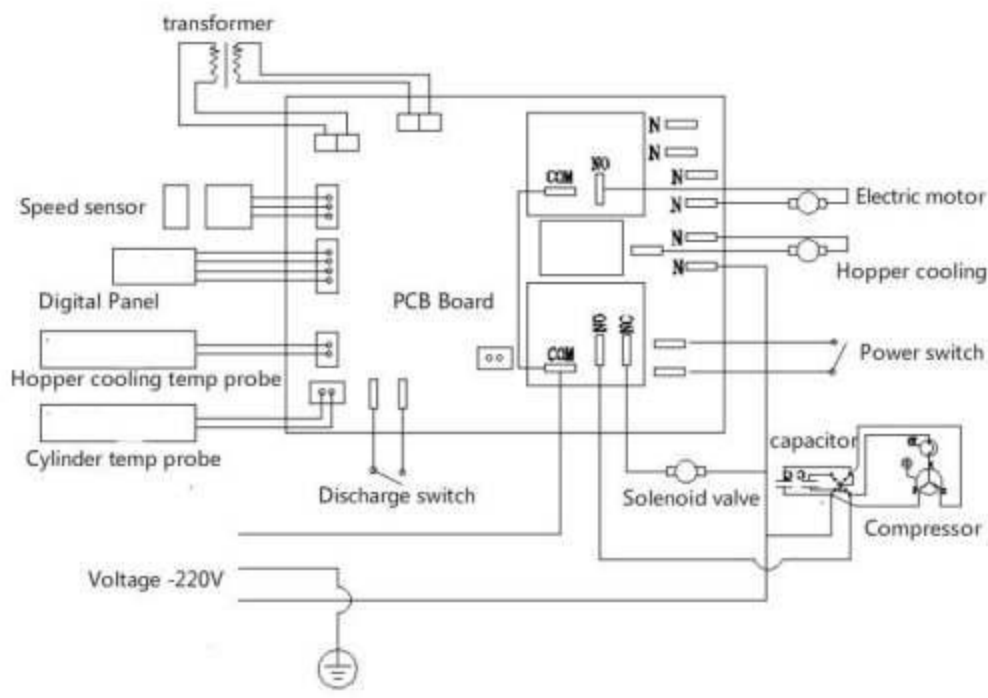 transformer
N
N
COM
NO
N
N
Speed sensor
Electric motor
N
N
Hopper cooling
Digital Panel
PCB Board
NO
NC
COM
Power switch
Hopper cooling temp probe
capacitor
Cylinder temp probe
Discharge switch
Solenoid valve
Compressor
Voltage -220V